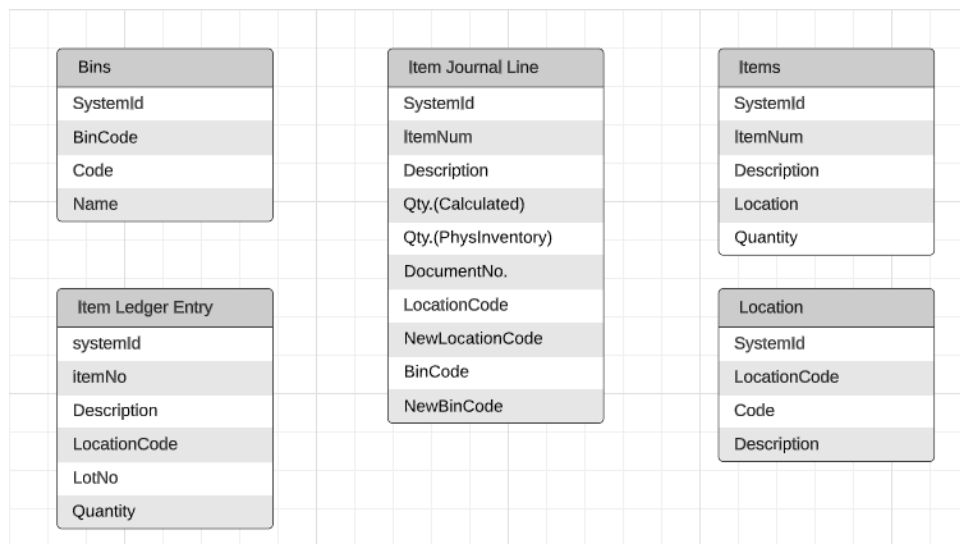 Bins
SystemId
BinCode
Code
Name
Item Ledger Entry
systemId
itemNo
Description
LocationCode
LotNo
Quantity
Item Journal Line
SystemId
ItemNum
Description
Qty.(Calculated)
Qty.(PhysInventory)
DocumentNo.
LocationCode
NewLocationCode
BinCode
NewBinCode
Items
SystemId
ItemNum
Description
Location
Quantity
Location
SystemId
LocationCode
Code
Description